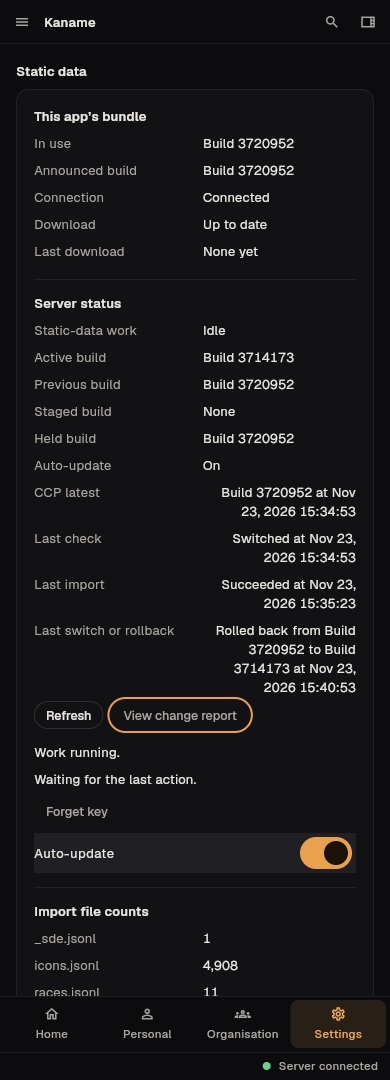 Kaname
Static data
This app's bundle
In use Build 3720952
Announced build Build 3720952
Connection Connected
Download Up to date
Last download None yet
Server status
Static-data work Idle
Active build Build 3714173
Previous build Build 3720952
Staged build None
Held build Build 3720952
Auto-update On
CCP latest Build 3720952 at Nov
23, 2026 15:34:53
Last check Switched at Nov 23,
2026 15:34:53
Last import Succeeded at Nov 23,
2026 15:35:23
Last switch or rollback Rolled back from Build
3720952 to Build
3714173 at Nov 23,
2026 15:40:53
Refresh View change report
Work running.
Waiting for the last action.
Forget key
Auto-update
Import file counts
_sde.jsonl 1
icons.jsonl 4,908
races.jsonl 11
Home Personal Organisation Settings
Server connected